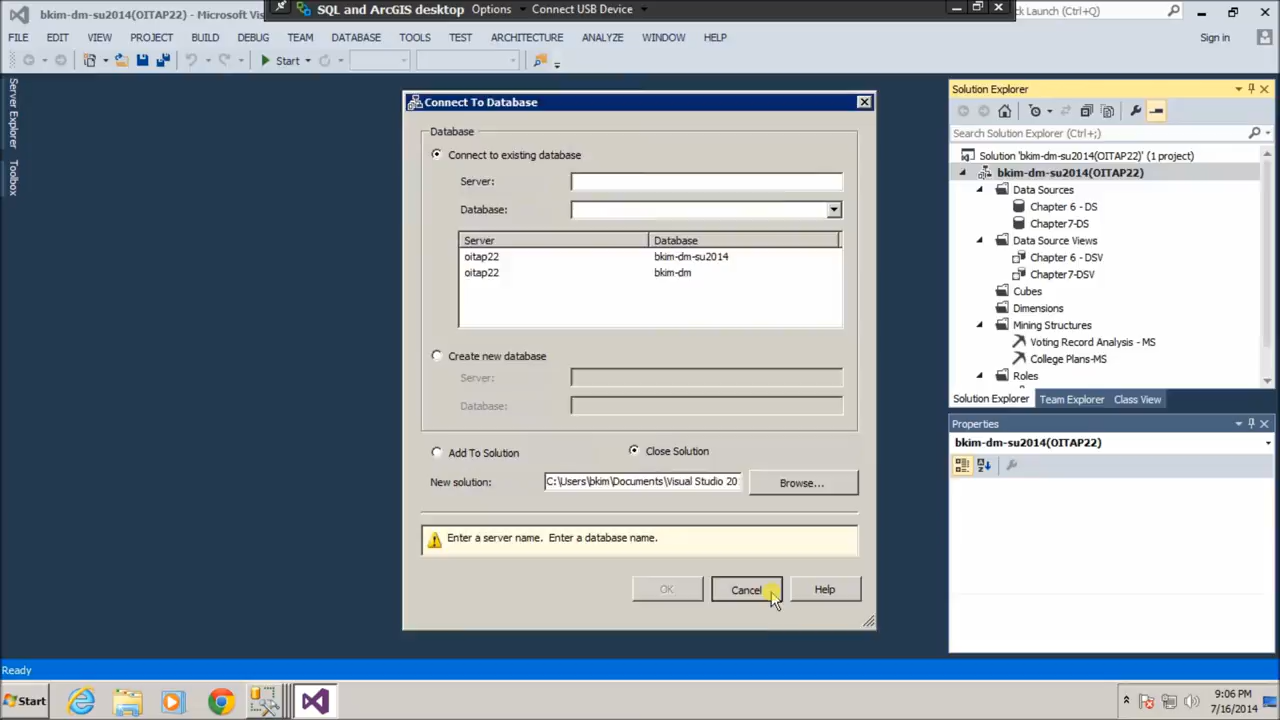 bkim-dm-su2014 - Microsoft Vis
SQL and ArcGIS desktop Options Connect USB Device
Launch (Ctrl+Q)
FILE EDIT VIEW PROJECT BUILD DEBUG TEAM DATABASE TOOLS TEST ARCHITECTURE ANALYZE WINDOW HELP
Sign in
Start
Server Explorer
Toolbox
Connect To Database
Database
Connect to existing database
Server:
Database:
Server Database
oitap22 bkim-dm-su2014
oitap22 bkim-dm
Create new database
Server:
Database:
Add To Solution
Close Solution
New solution: C:\Users\bkim\Documents\Visual Studio 20 Browse...
Enter a server name. Enter a database name.
OK Cancel Help
Solution Explorer
Search Solution Explorer (Ctrl+;)
Solution 'bkim-dm-su2014(OITAP22)' (1 project)
bkim-dm-su2014(OITAP22)
Data Sources
Chapter 6 - DS
Chapter7-DS
Data Source Views
Chapter 6 - DSV
Chapter7-DSV
Cubes
Dimensions
Mining Structures
Voting Record Analysis - MS
College Plans-MS
Roles
Solution Explorer Team Explorer Class View
Properties
bkim-dm-su2014(OITAP22)
Ready
Start
9:06 PM
7/16/2014